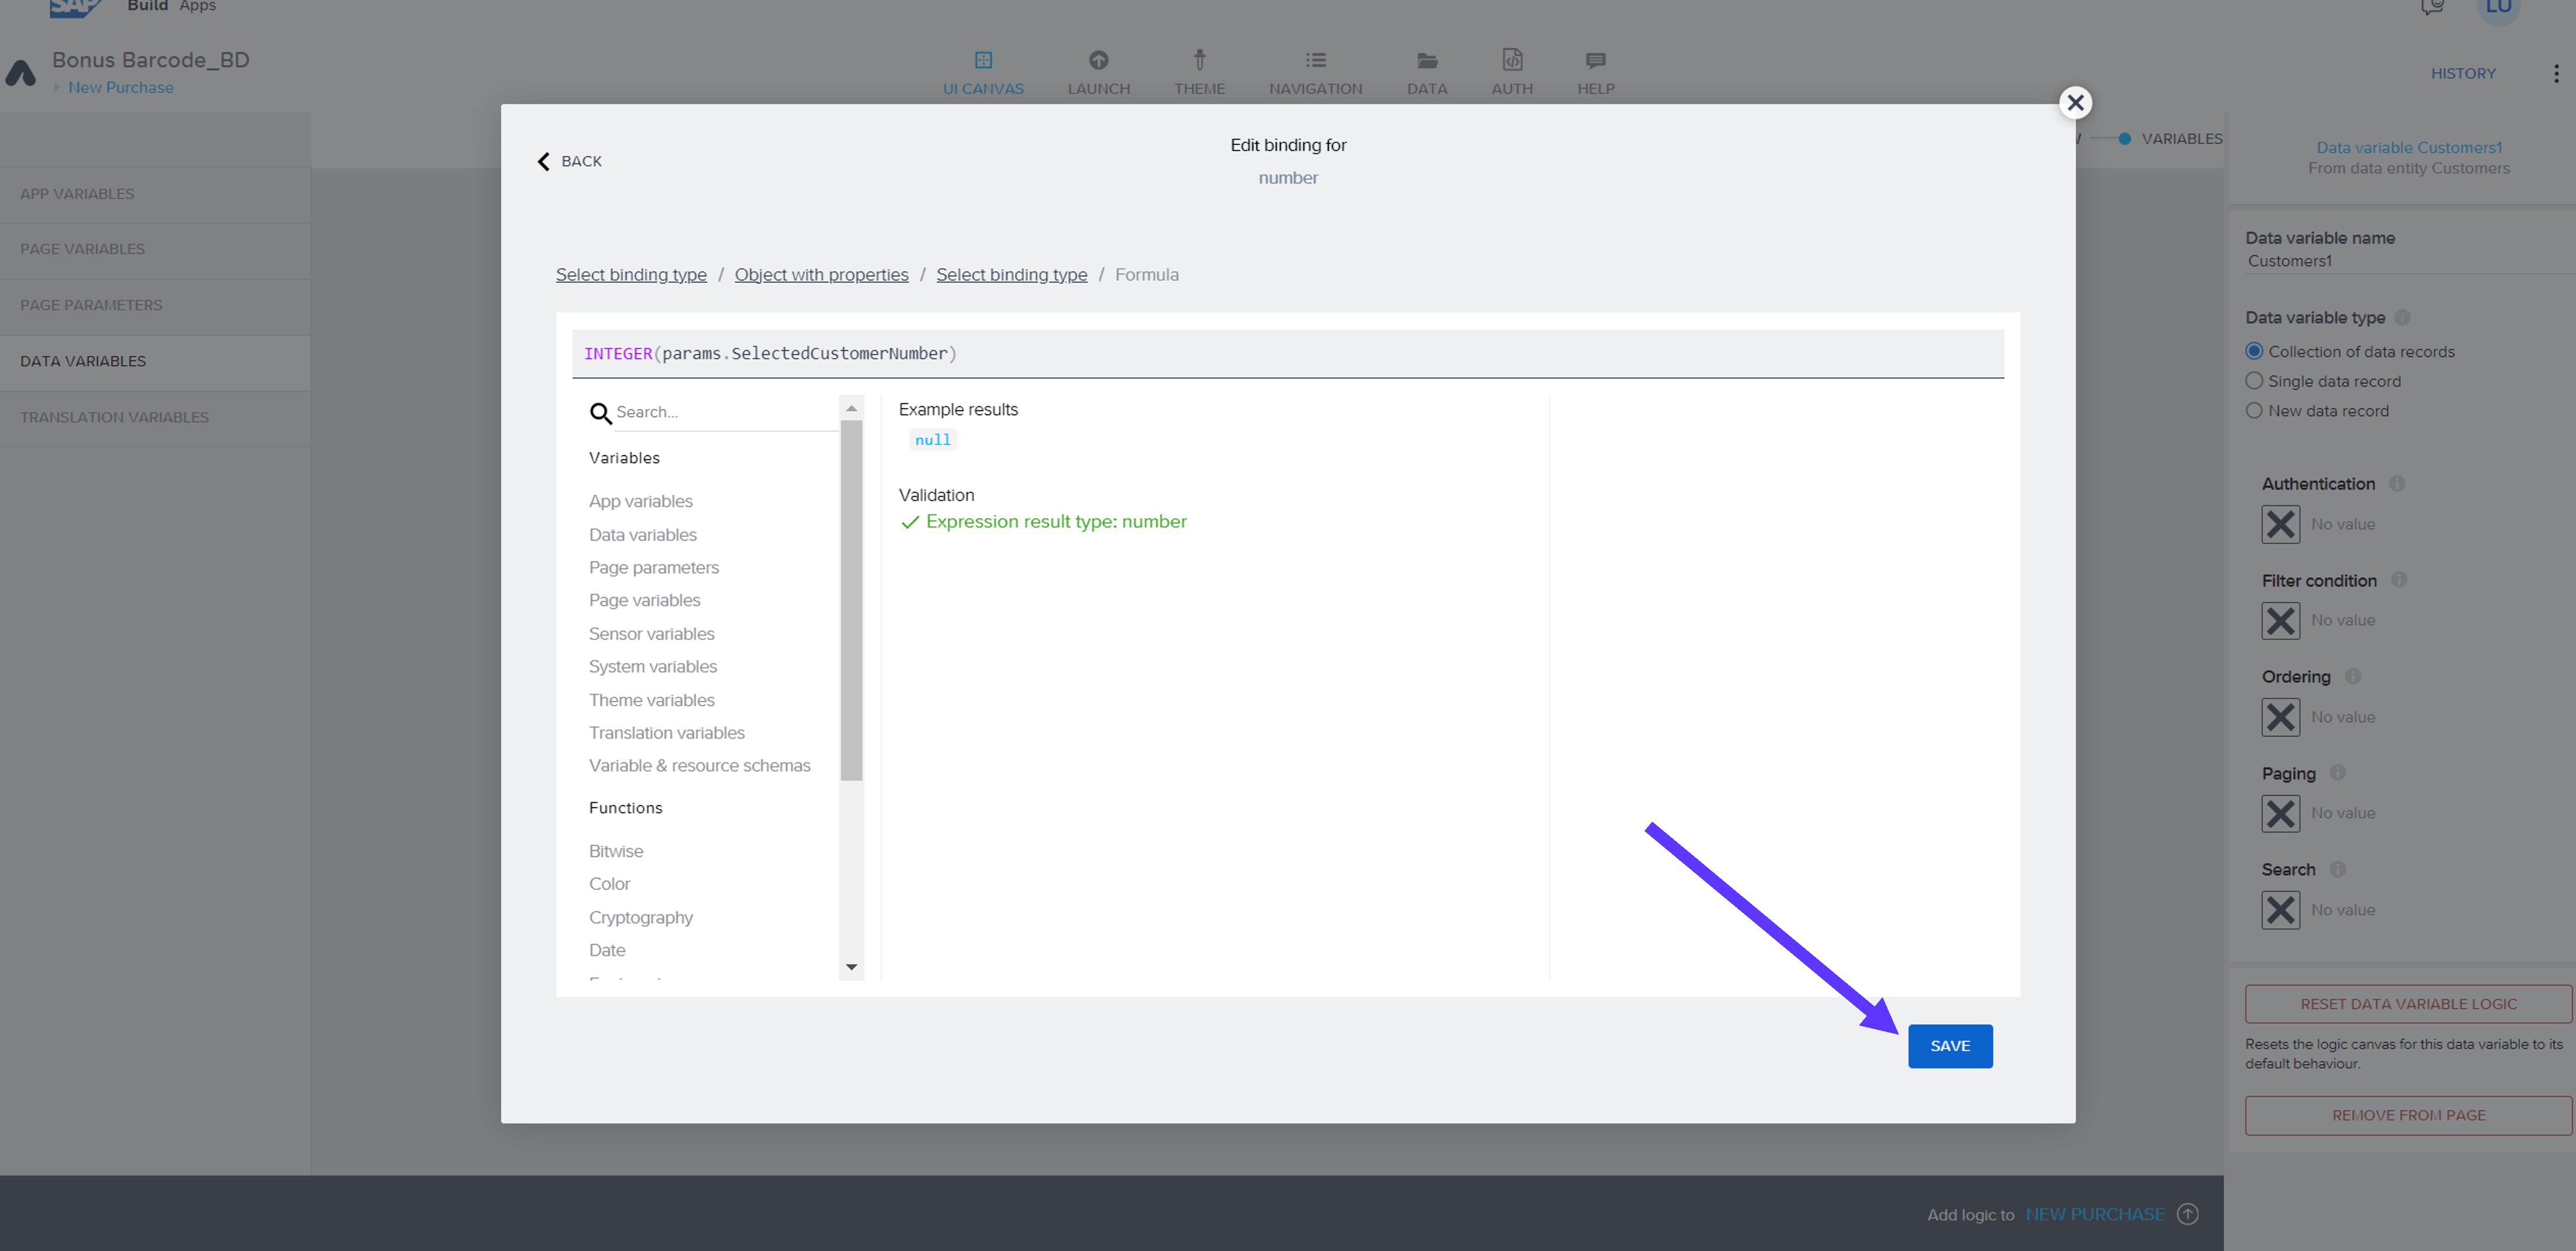 SAP Build Apps
LU
Bonus Barcode_BD
New Purchase
UI CANVAS
LAUNCH
THEME
NAVIGATION
DATA
AUTH
HELP
HISTORY
APP VARIABLES
PAGE VARIABLES
PAGE PARAMETERS
DATA VARIABLES
TRANSLATION VARIABLES
BACK
Edit binding for
number
Select binding type / Object with properties / Select binding type / Formula
INTEGER(params.SelectedCustomerNumber)
Search...
Variables
App variables
Data variables
Page parameters
Page variables
Sensor variables
System variables
Theme variables
Translation variables
Variable & resource schemas
Functions
Bitwise
Color
Cryptography
Date
Example results
null
Validation
Expression result type: number
SAVE
VARIABLES
Data variable Customers1
From data entity Customers
Data variable name
Customers1
Data variable type
Collection of data records
Single data record
New data record
Authentication
No value
Filter condition
No value
Ordering
No value
Paging
No value
Search
No value
RESET DATA VARIABLE LOGIC
Resets the logic canvas for this data variable to its
default behaviour.
REMOVE FROM PAGE
Add logic to NEW PURCHASE